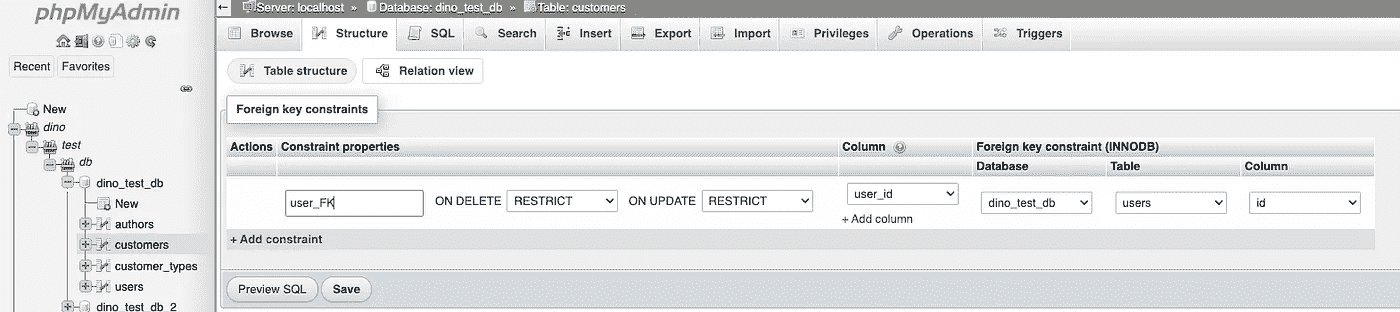 phpMyAdmin
Recent Favorites
New
dino
test
db
dino_test_db
New
authors
customers
customer_types
users
dino_test_db_2
Server: localhost » Database: dino_test_db » Table: customers
Browse Structure SQL Search Insert Export Import Privileges Operations Triggers
Table structure Relation view
Foreign key constraints
Actions Constraint properties Column Foreign key constraint (INNODB)
Database Table Column
user_FK ON DELETE RESTRICT ON UPDATE RESTRICT user_id dino_test_db users id
+ Add column
+ Add constraint
Preview SQL Save